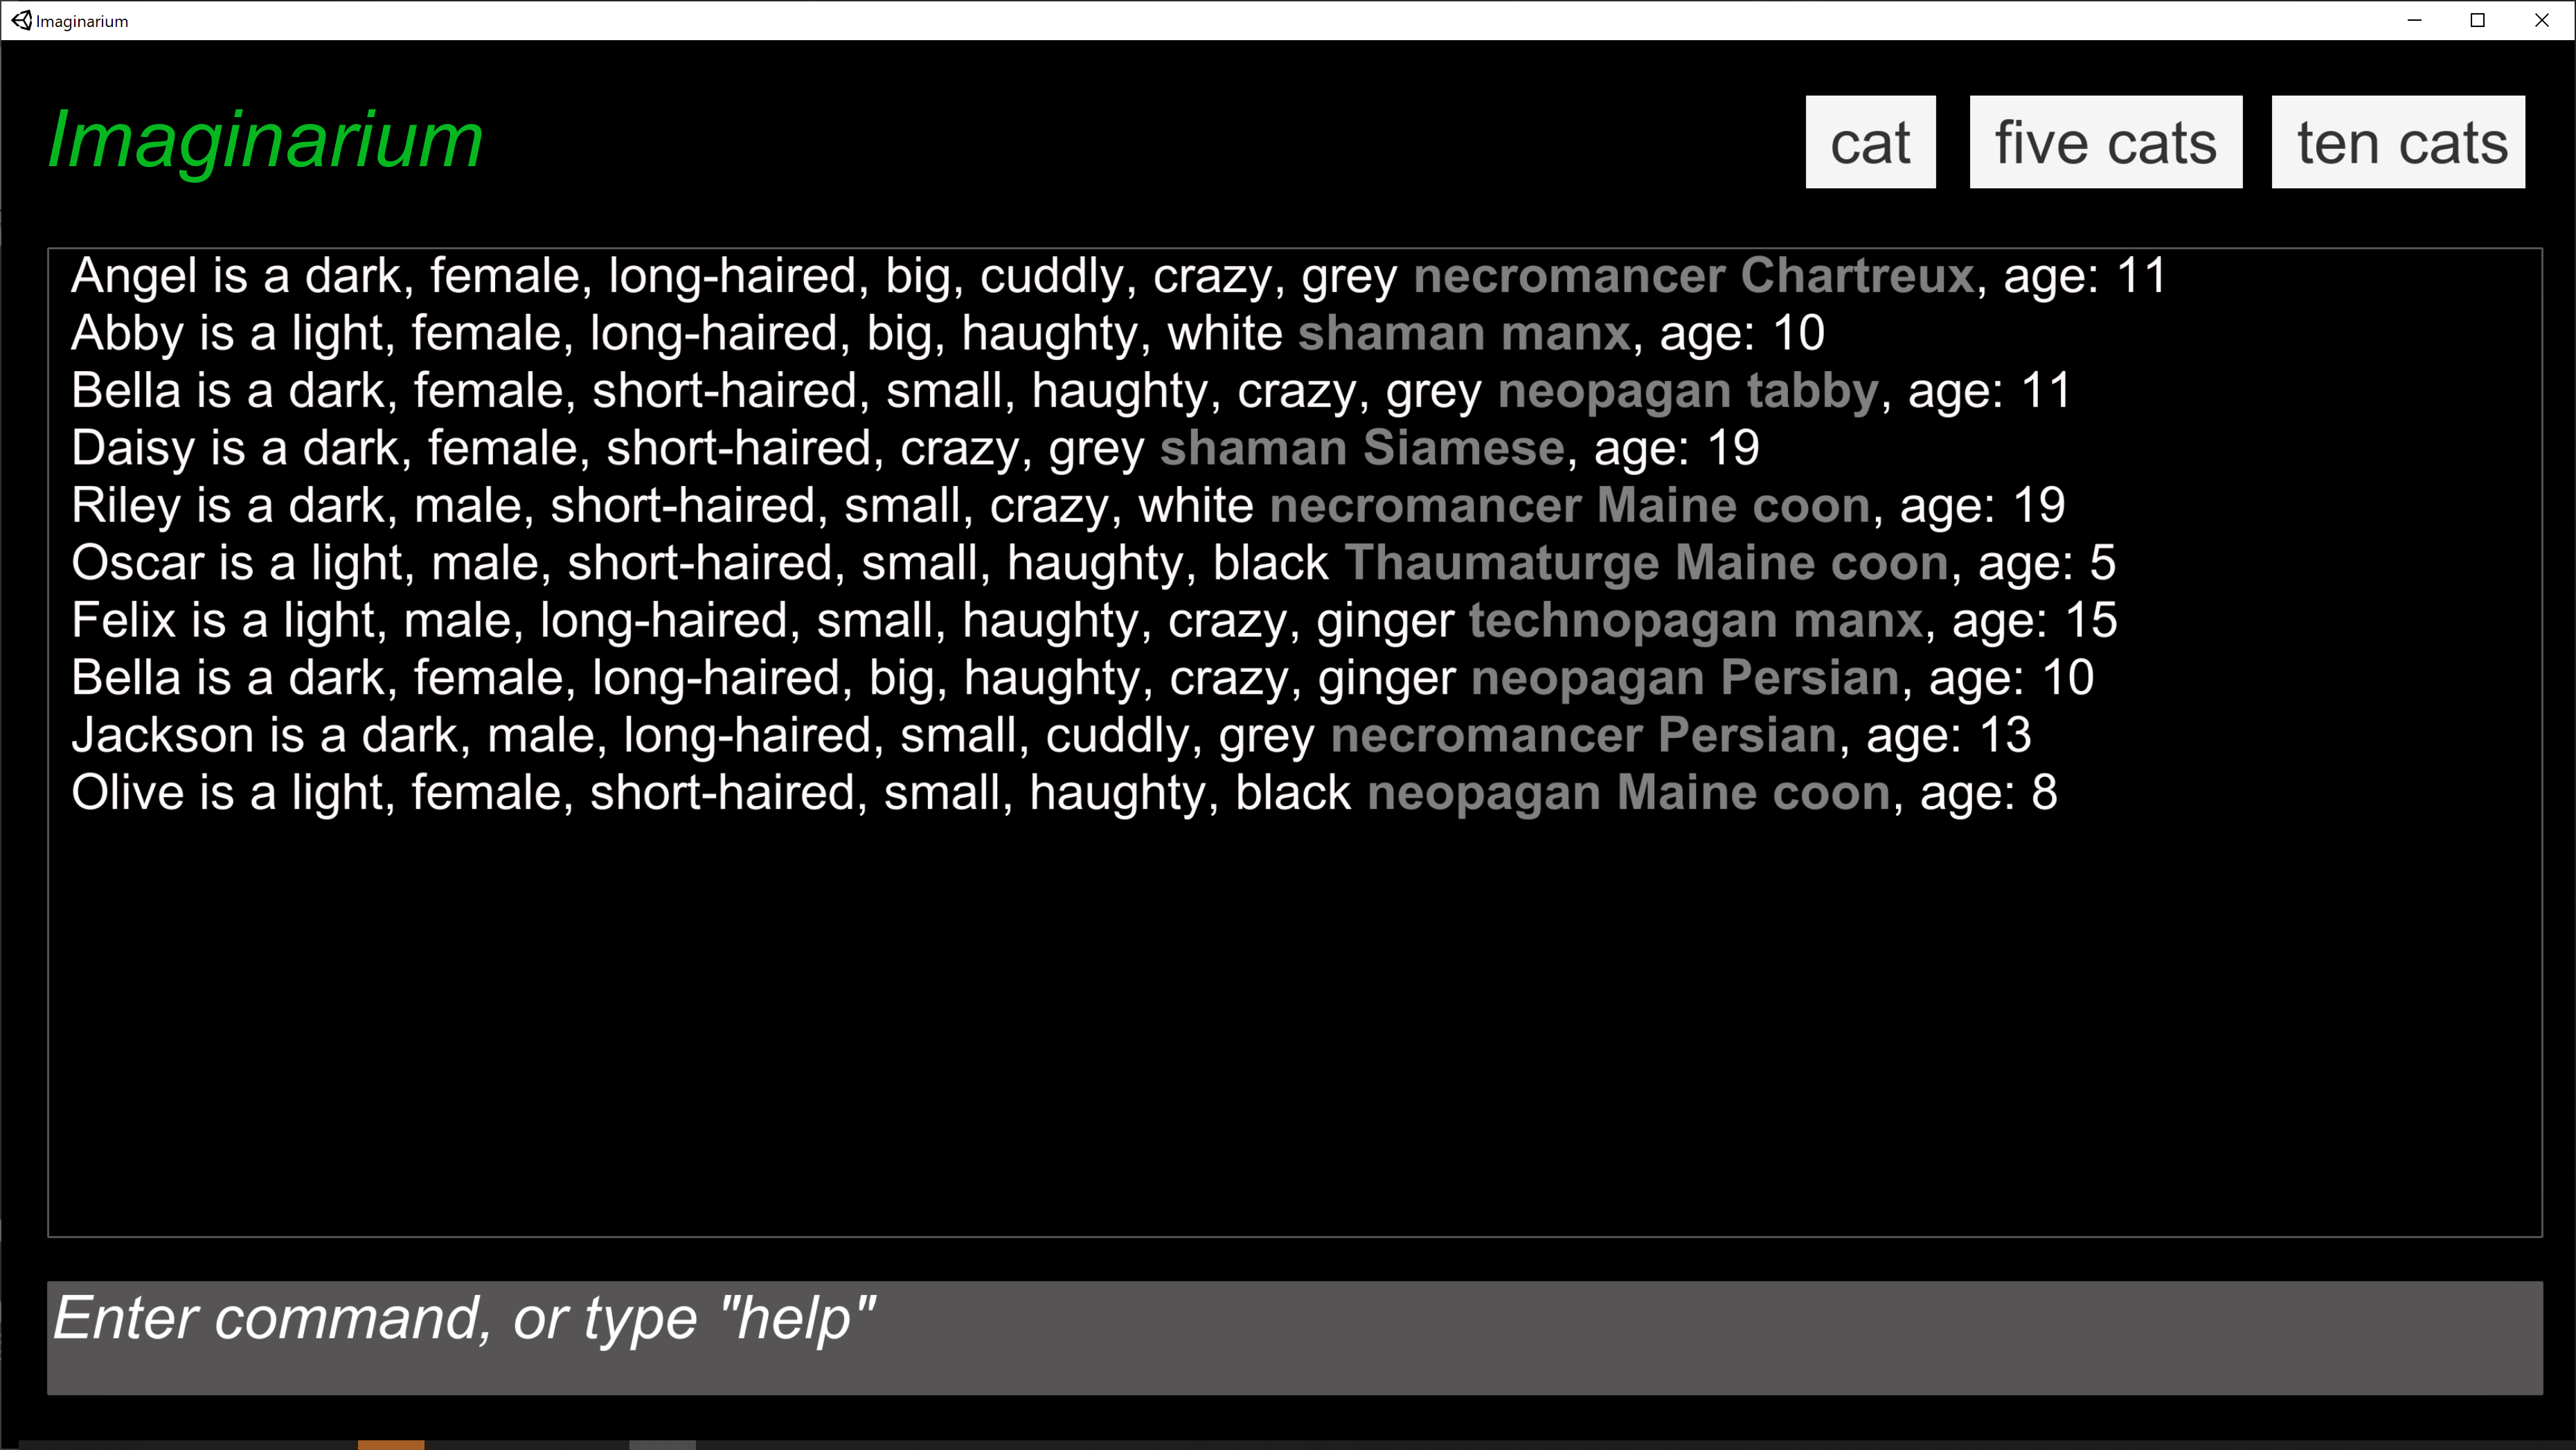 Imaginarium
Imaginarium
cat
five cats
ten cats
Angel is a dark, female, long-haired, big, cuddly, crazy, grey necromancer Chartreux, age: 11
Abby is a light, female, long-haired, big, haughty, white shaman manx, age: 10
Bella is a dark, female, short-haired, small, haughty, crazy, grey neopagan tabby, age: 11
Daisy is a dark, female, short-haired, crazy, grey shaman Siamese, age: 19
Riley is a dark, male, short-haired, small, crazy, white necromancer Maine coon, age: 19
Oscar is a light, male, short-haired, small, haughty, black Thaumaturge Maine coon, age: 5
Felix is a light, male, long-haired, small, haughty, crazy, ginger technopagan manx, age: 15
Bella is a dark, female, long-haired, big, haughty, crazy, ginger neopagan Persian, age: 10
Jackson is a dark, male, long-haired, small, cuddly, grey necromancer Persian, age: 13
Olive is a light, female, short-haired, small, haughty, black neopagan Maine coon, age: 8
Enter command, or type "help"